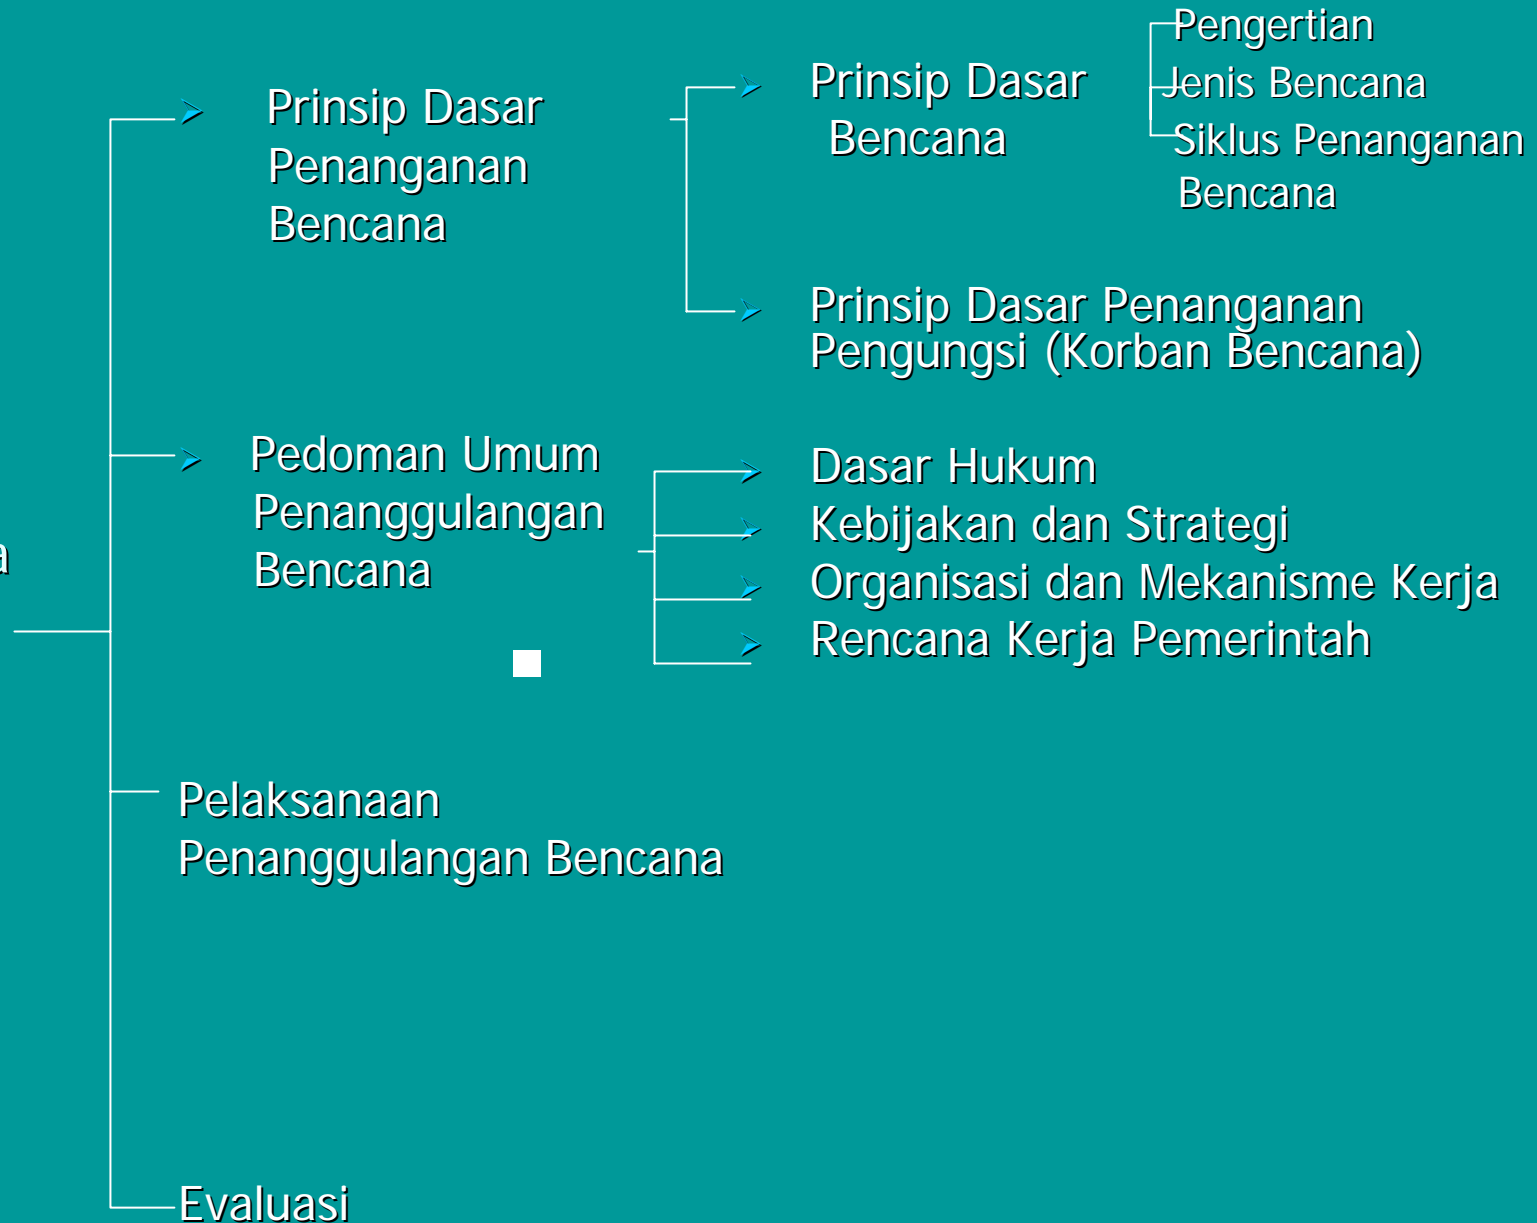 Prinsip Dasar
Penanganan
Bencana
Prinsip Dasar
Bencana
Pengertian
Jenis Bencana
Siklus Penanganan
Bencana
Prinsip Dasar Penanganan
Pengungsi (Korban Bencana)
Pedoman Umum
Penanggulangan
Bencana
Dasar Hukum
Kebijakan dan Strategi
Organisasi dan Mekanisme Kerja
Rencana Kerja Pemerintah
Pelaksanaan
Penanggulangan Bencana
Evaluasi